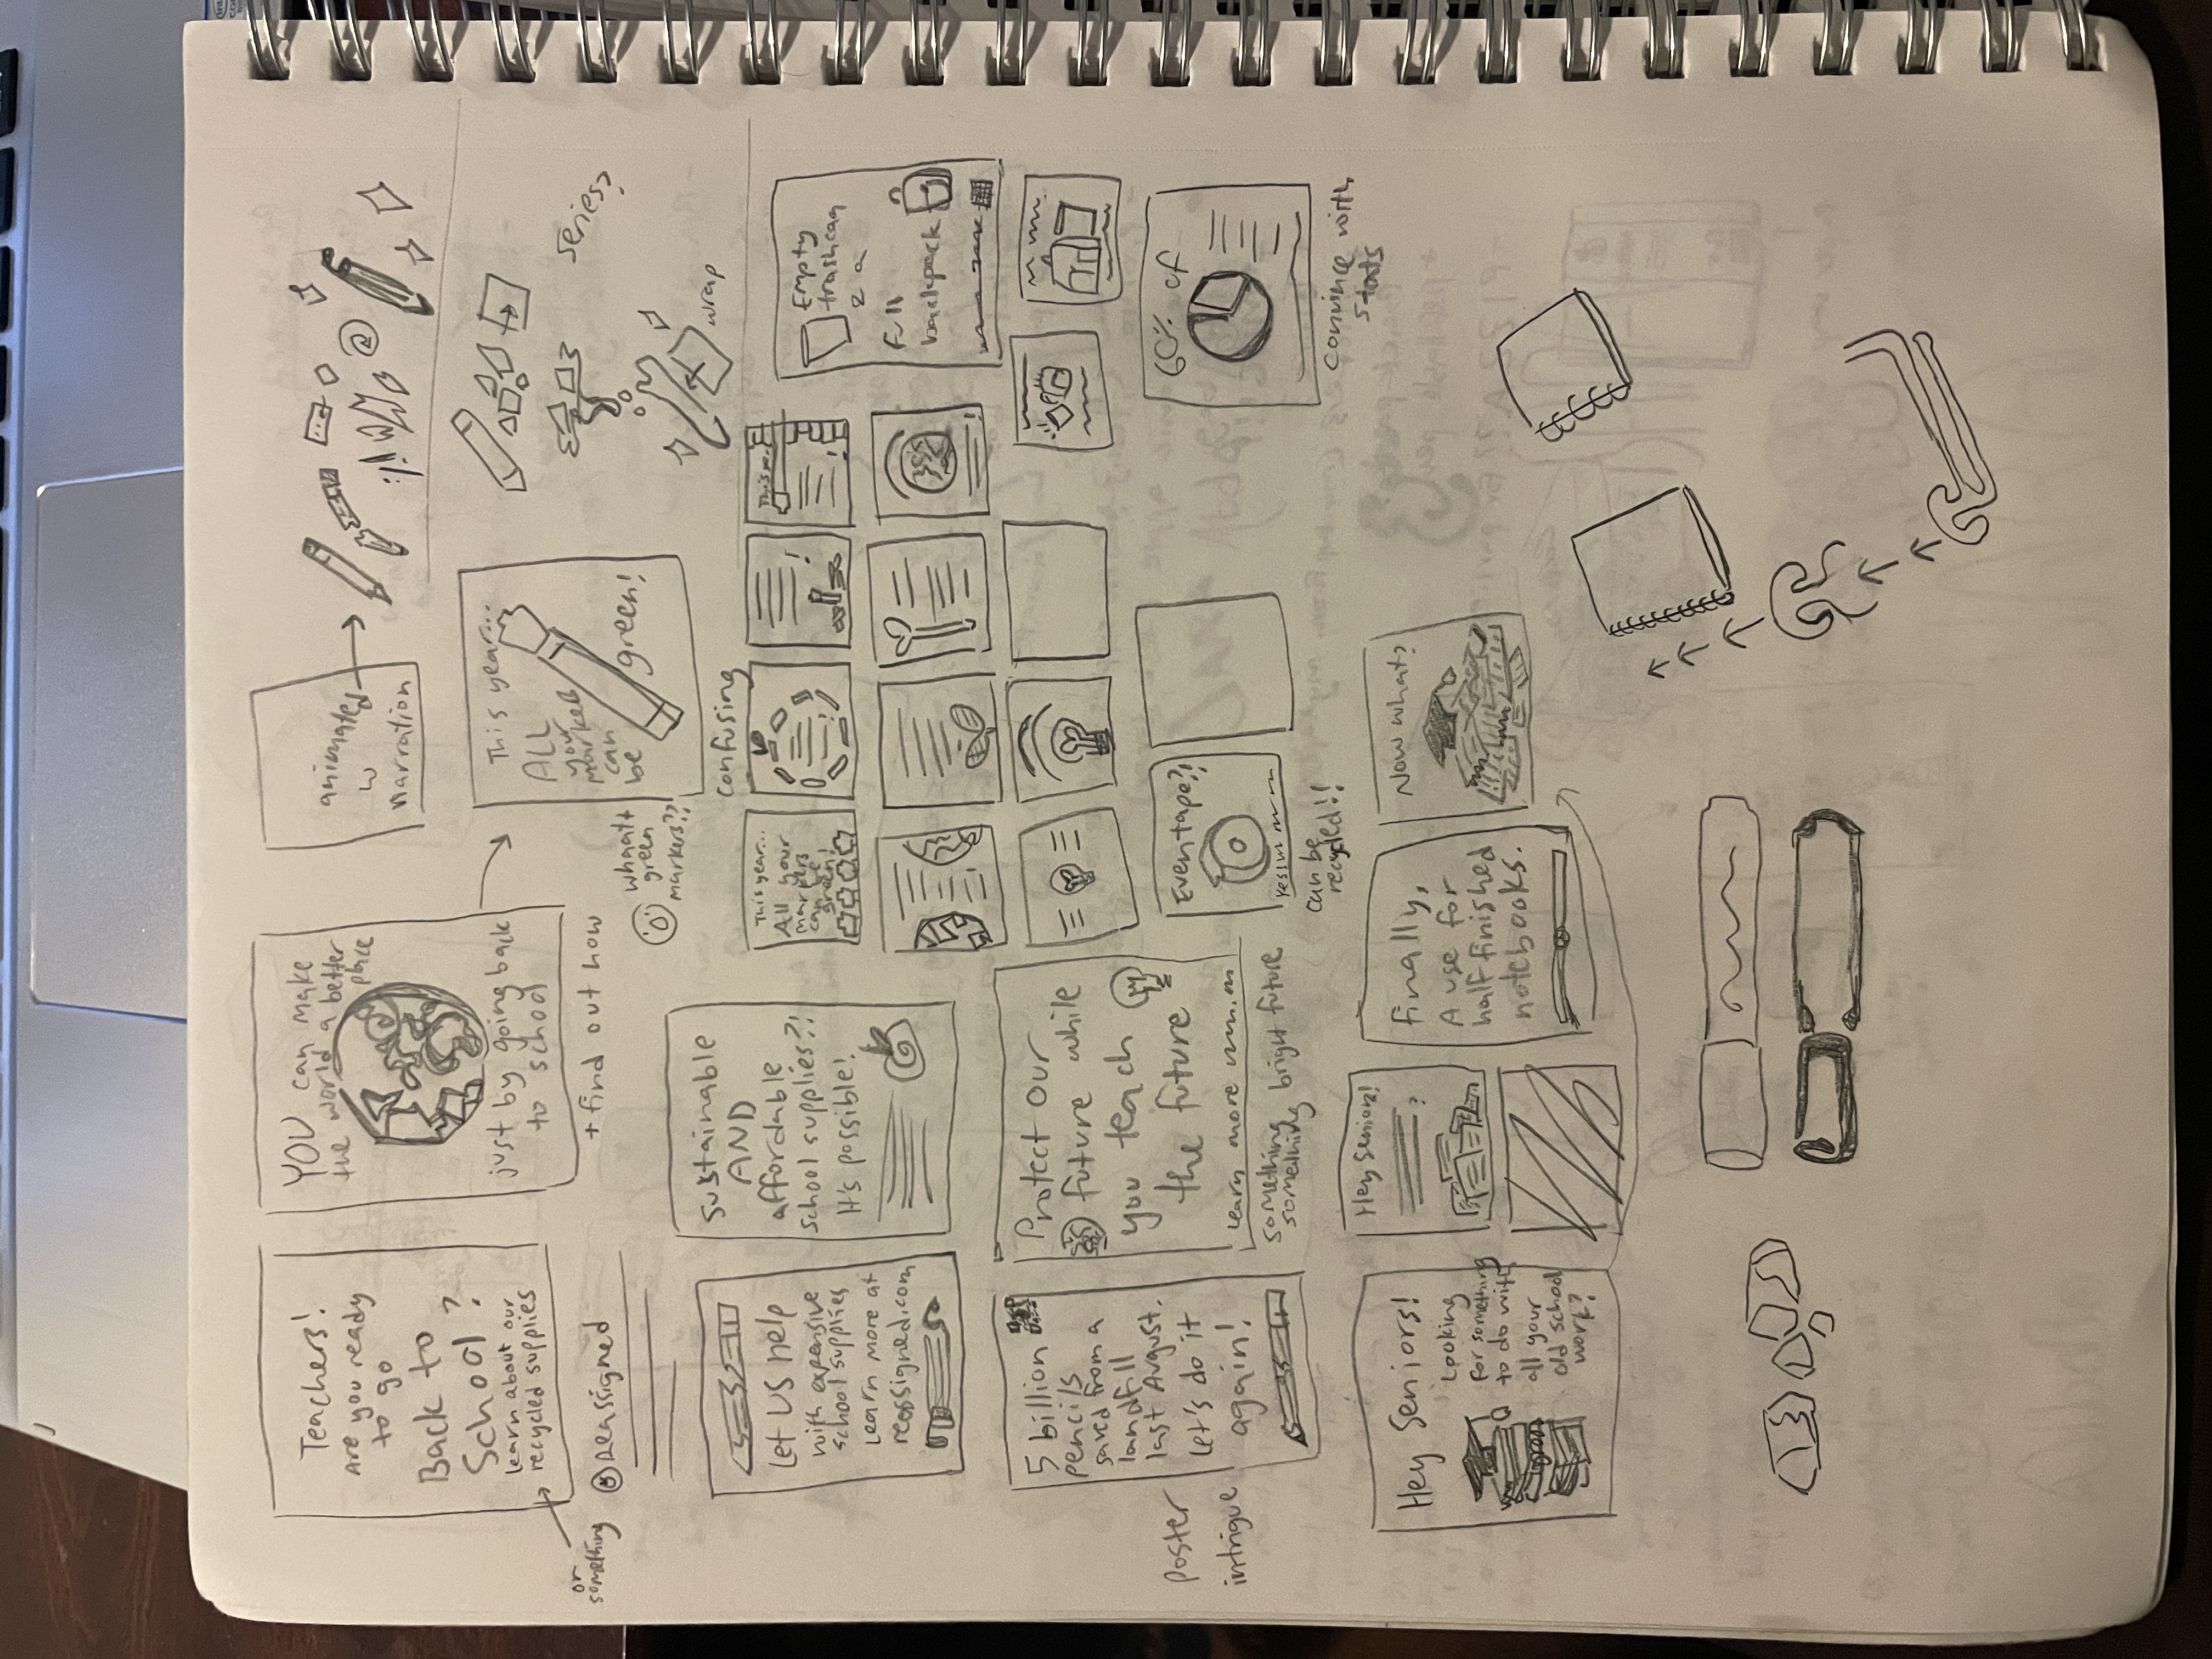 Teachers!
Are you ready
to go
Back to
School?
learn about our
recycled supplies
or
something
reassigned
YOU can make
the world a better
place
just by going back
to school
+ find out how
animated
w
narration
This year...
ALL
your
markers
can
be
green!
whaaat
green
markers??
confusing
series?
wrap
Let US help
with expensive
school supplies
Learn more at
reassigned.com
Sustainable
AND
affordable
school supplies?!
It's possible!
This year...
All your
markers
can be
green!
Empty
trashcan
2 a
full
backpack
5 billion
pencils
saved from a
landfill
last August.
Let's do it
again!
Poster
intrigue
Protect our
future while
you teach
the future
learn more
something
something bright future
Even tape?!
Yes!
can be
recycled!!
60% of
Convince with
stats
Hey Seniors!
Looking
for something
to do with
all your
old school
work?
Hey Seniors!
?
Finally,
A use for
half finished
notebooks.
Now what?